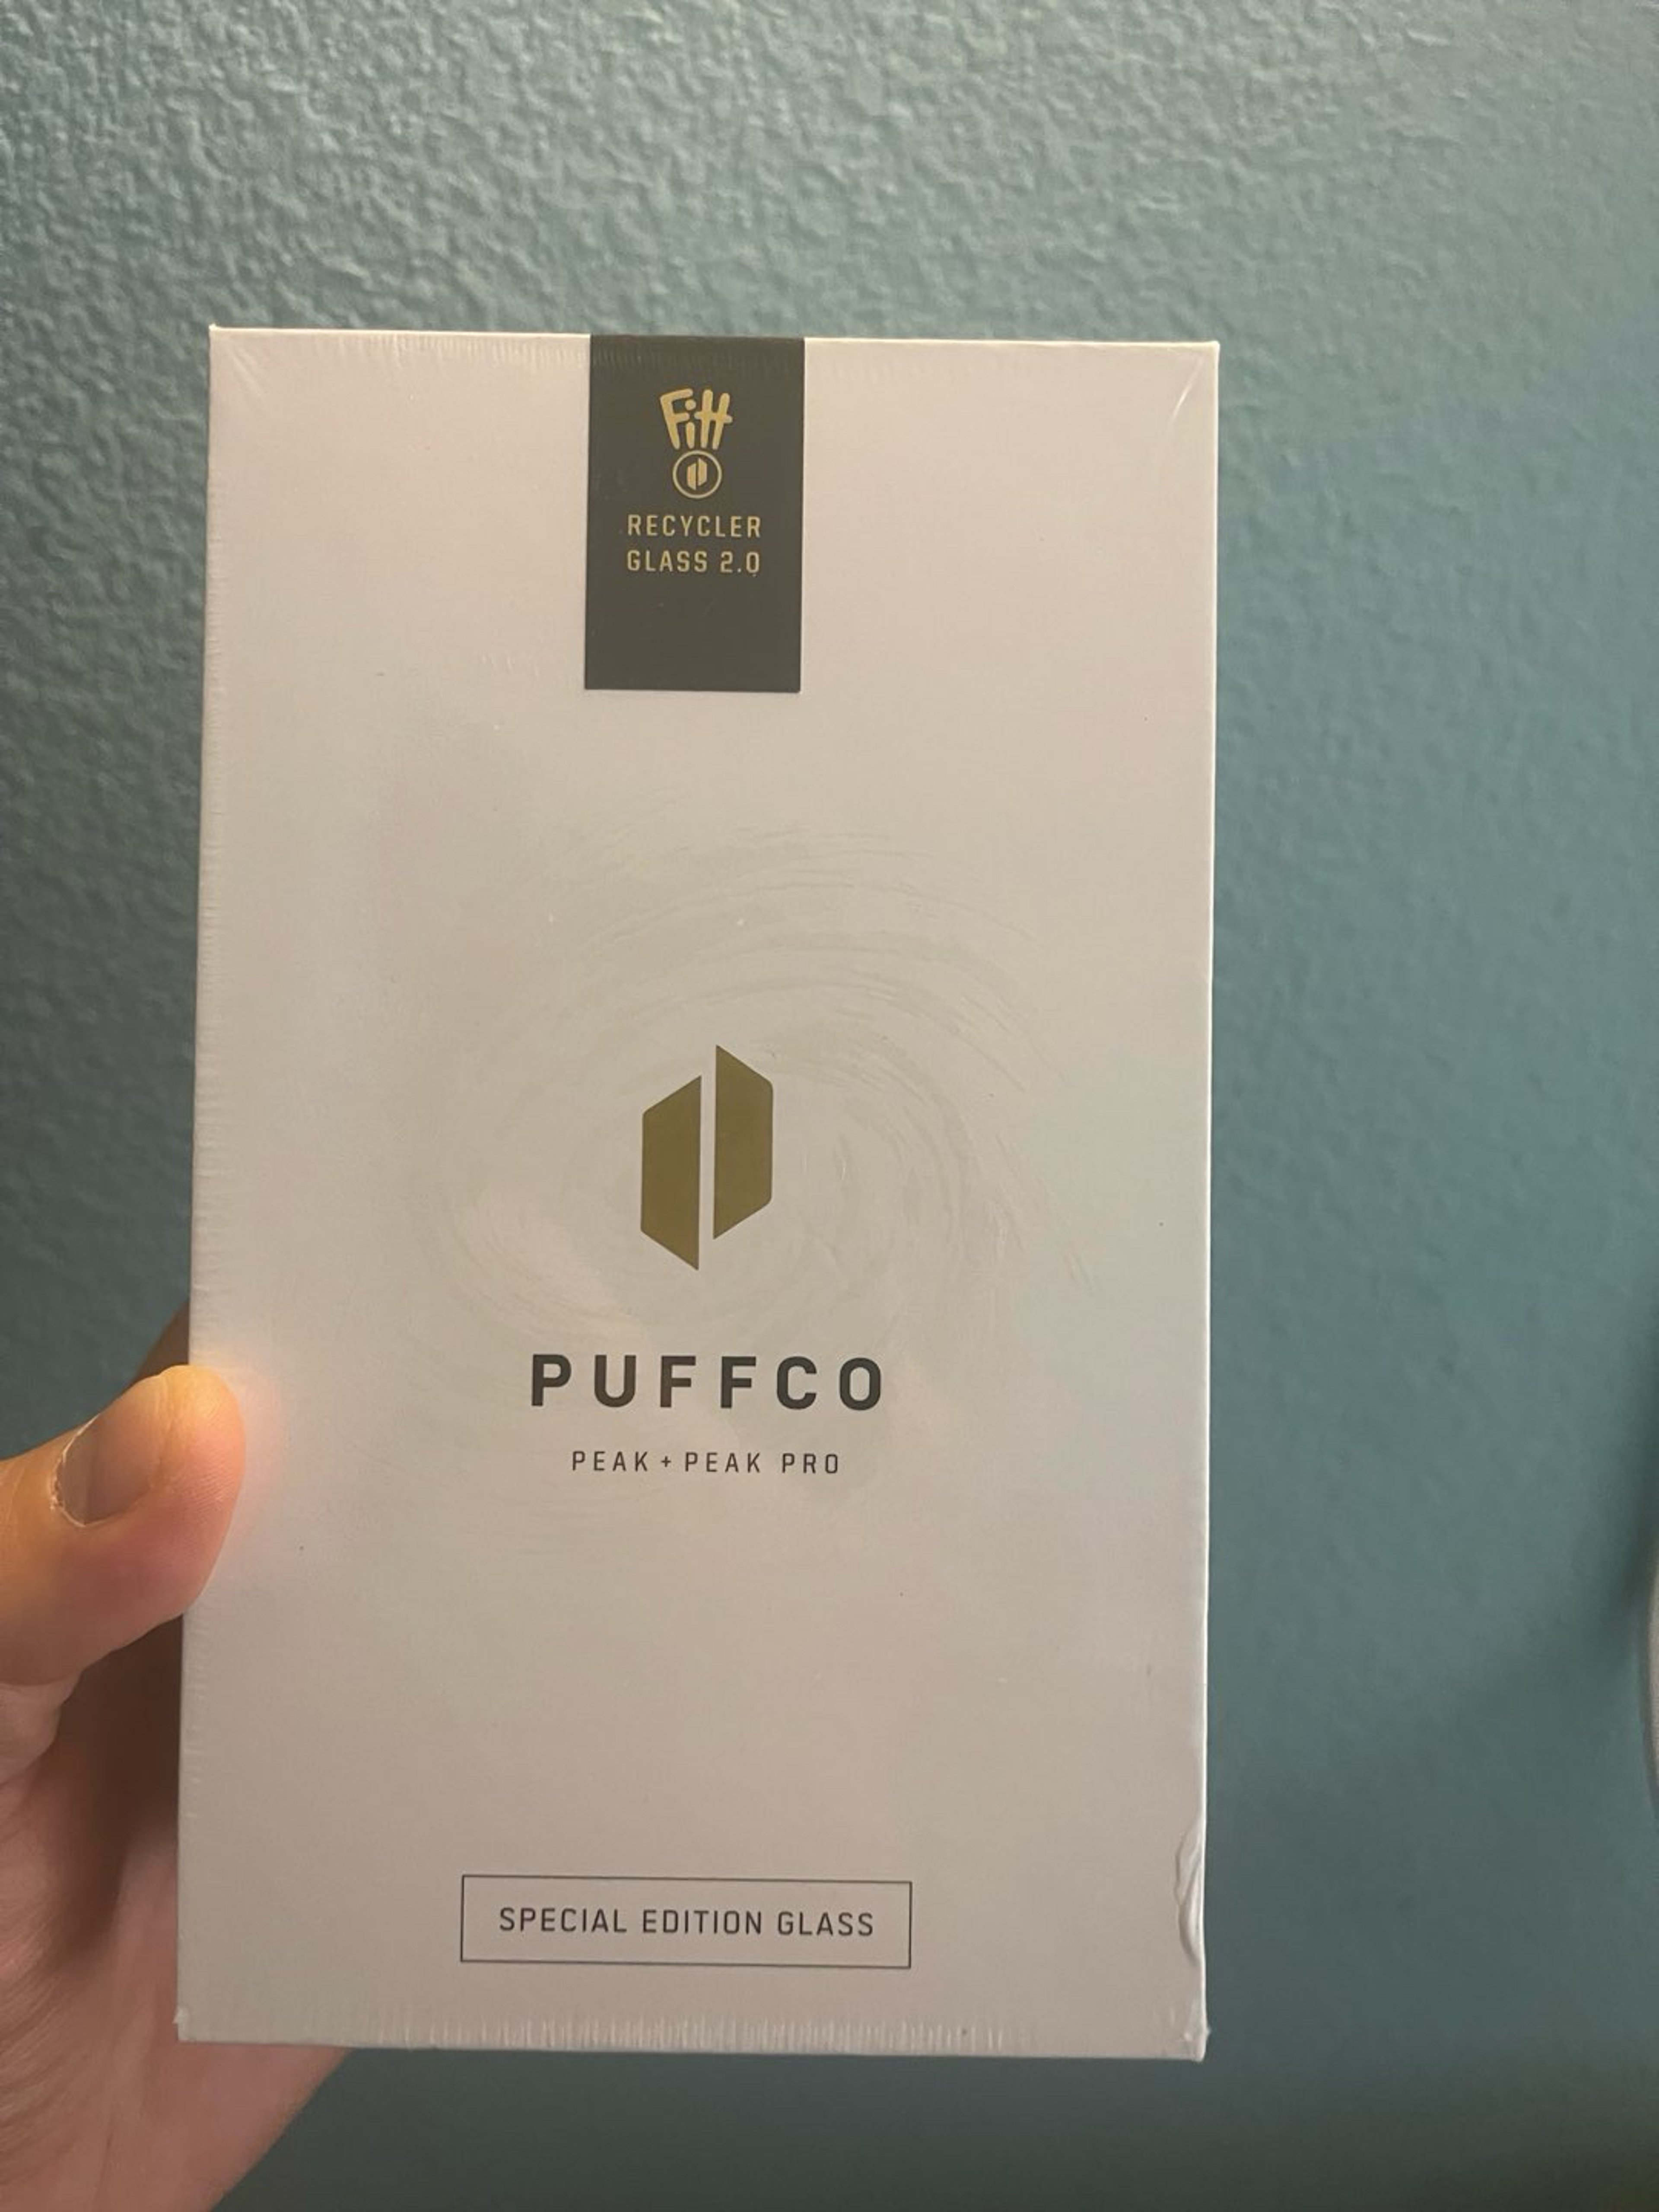 Fitt
RECYCLER
GLASS 2.0
PUFFCO
PEAK + PEAK PRO
SPECIAL EDITION GLASS